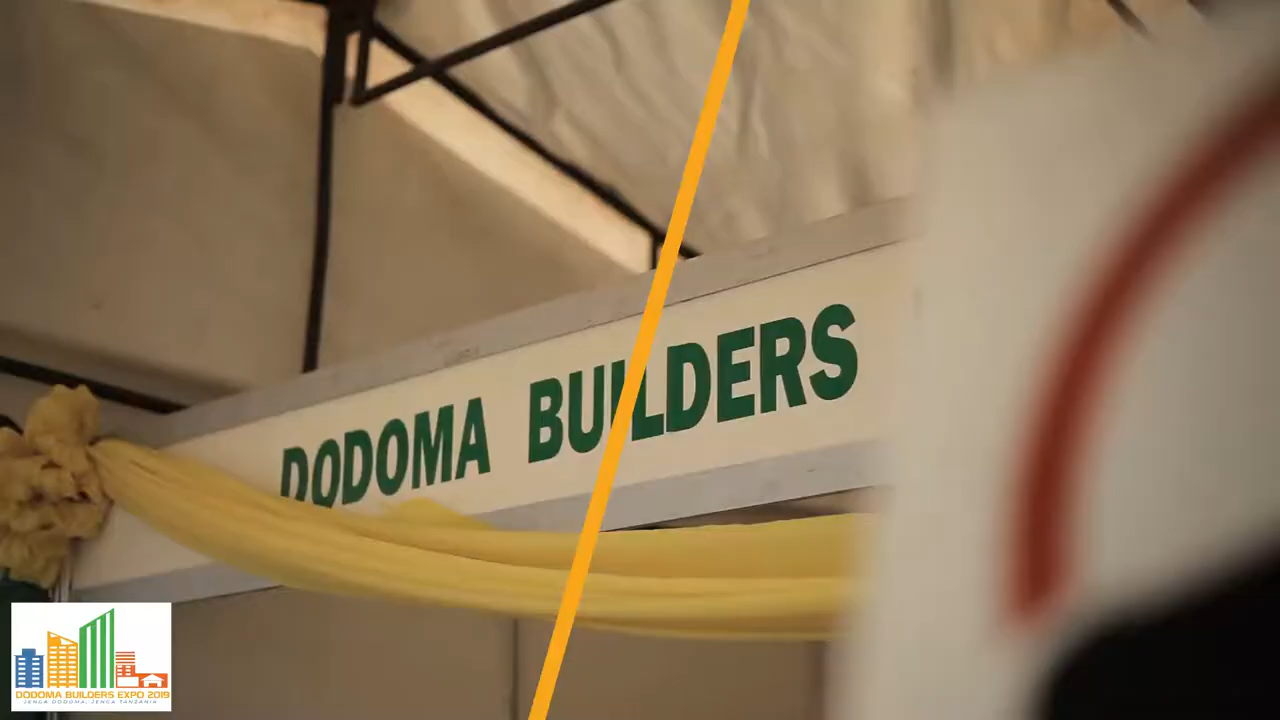 DODOMA BUILDERS
DODOMA BUILDERS EXPO 2019
JENGA DODOMA, JENGA TANZANIA